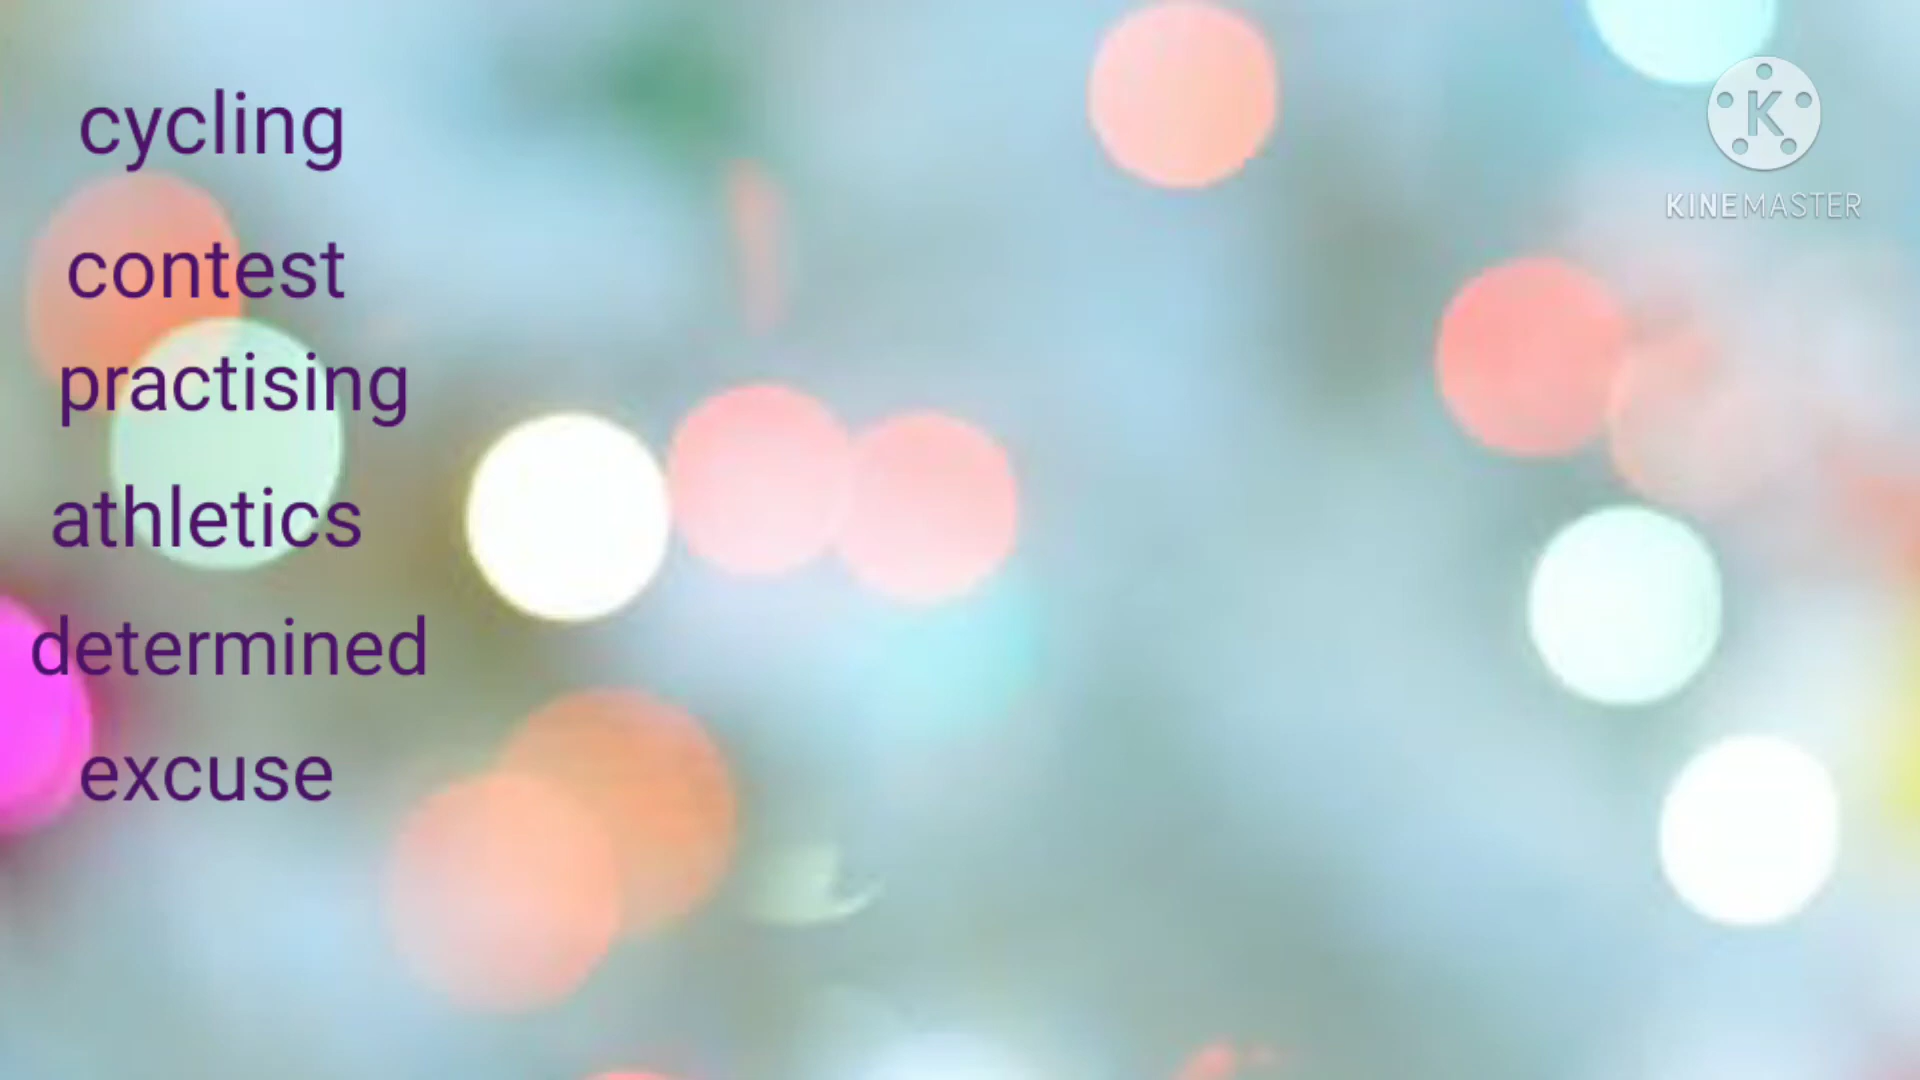 cycling
contest
practising
athletics
determined
excuse
K
KINEMASTER